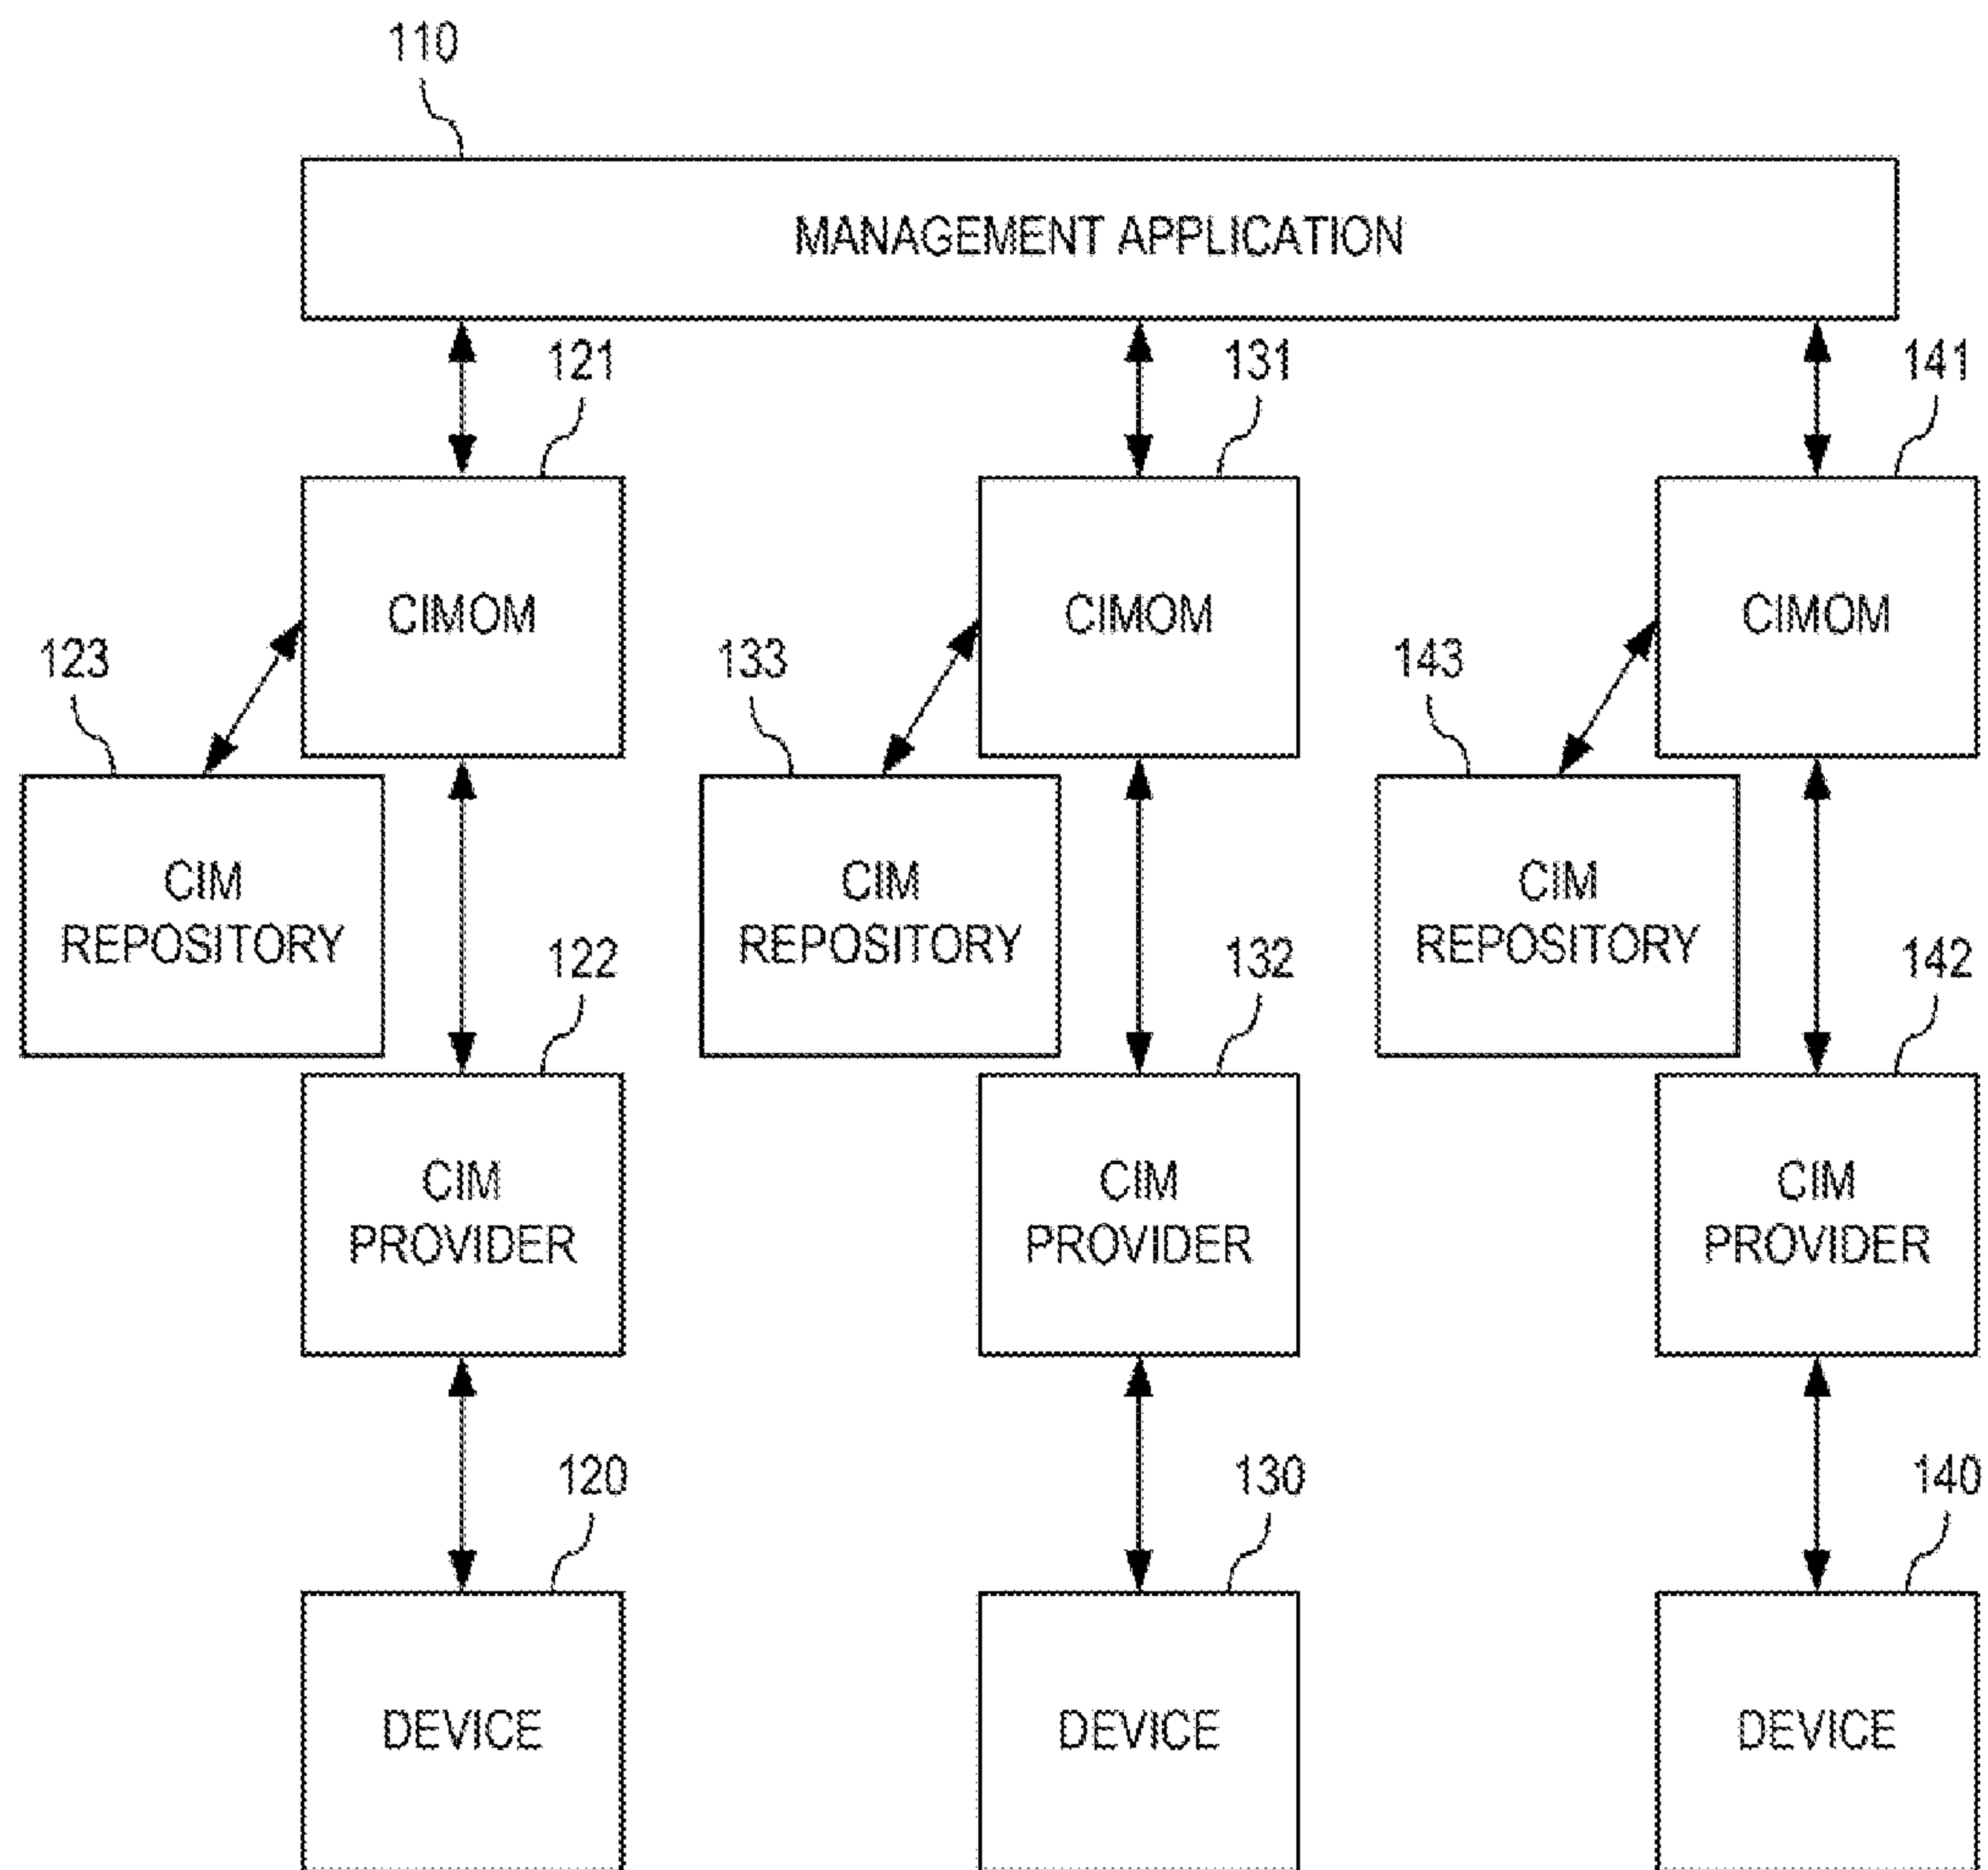 110
MANAGEMENT APPLICATION
121
131
141
CIMOM
CIMOM
CIMOM
123
133
143
CIM
REPOSITORY
CIM
REPOSITORY
CIM
REPOSITORY
122
132
142
CIM
PROVIDER
CIM
PROVIDER
CIM
PROVIDER
120
130
140
DEVICE
DEVICE
DEVICE